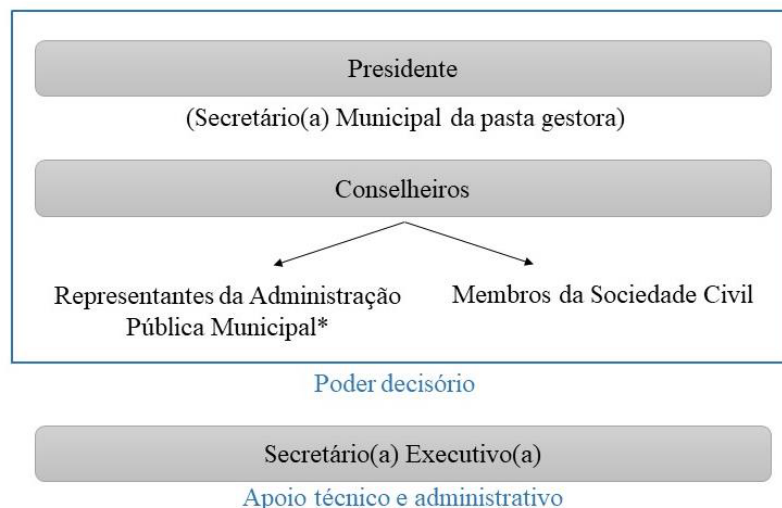 Presidente
(Secretário(a) Municipal da pasta gestora)
Conselheiros
Representantes da Administração
Pública Municipal*
Membros da Sociedade Civil
Poder decisório
Secretário(a) Executivo(a)
Apoio técnico e administrativo